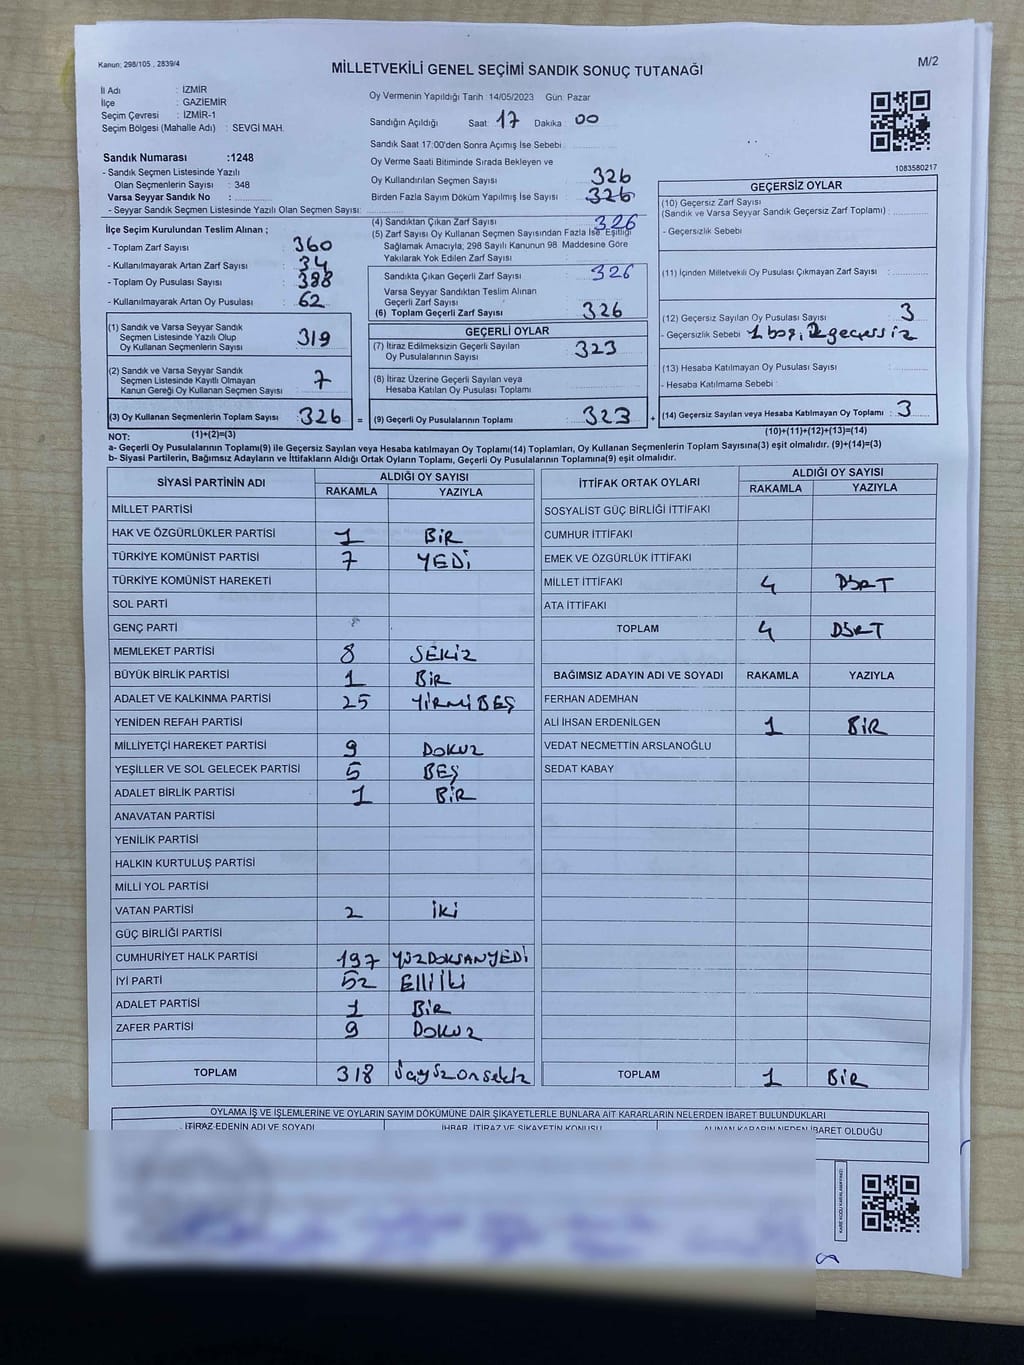 Kanun: 298/105 , 2839/4
MİLLETVEKİLİ GENEL SEÇİMİ SANDIK SONUÇ TUTANAĞI
M/2
İl Adı : İZMİR
İlçe : GAZİEMİR
Seçim Çevresi : İZMİR-1
Seçim Bölgesi (Mahalle Adı) : SEVGİ MAH.
Sandık Numarası :1248
- Sandık Seçmen Listesinde Yazılı
Olan Seçmenlerin Sayısı : 348
Varsa Seyyar Sandık No :
- Seyyar Sandık Seçmen Listesinde Yazılı Olan Seçmen Sayısı:
İlçe Seçim Kurulundan Teslim Alınan ;
- Toplam Zarf Sayısı : 360
- Kullanılmayarak Artan Zarf Sayısı : 34
- Toplam Oy Pusulası Sayısı : 388
- Kullanılmayarak Artan Oy Pusulası : 62
(1) Sandık ve Varsa Seyyar Sandık
Seçmen Listesinde Yazılı Olup
Oy Kullanan Seçmenlerin Sayısı : 319
(2) Sandık ve Varsa Seyyar Sandık
Seçmen Listesinde Kayıtlı Olmayan
Kanun Gereği Oy Kullanan Seçmen Sayısı : 7
(3) Oy Kullanan Seçmenlerin Toplam Sayısı : 326 =
(1)+(2)=(3)
Oy Vermenin Yapıldığı Tarih :14/05/2023 Gün: Pazar
Sandığın Açıldığı Saat 17 Dakika 00
Sandık Saat 17:00'den Sonra Açımış İse Sebebi:
Oy Verme Saati Bitiminde Sırada Bekleyen ve
Oy Kullandırılan Seçmen Sayısı : 326
Birden Fazla Sayım Döküm Yapılmış İse Sayısı : 326
(4) Sandıktan Çıkan Zarf Sayısı : 326
(5) Zarf Sayısı Oy Kullanan Seçmen Sayısından Fazla İse, Eşitliği
Sağlamak Amacıyla; 298 Sayılı Kanunun 98. Maddesine Göre
Yakılarak Yok Edilen Zarf Sayısı :
Sandıkta Çıkan Geçerli Zarf Sayısı : 326
Varsa Seyyar Sandıktan Teslim Alınan
Geçerli Zarf Sayısı :
(6) Toplam Geçerli Zarf Sayısı : 326
GEÇERLİ OYLAR
(7) İtiraz Edilmeksizin Geçerli Sayılan
Oy Pusulalarının Sayısı : 323
(8) İtiraz Üzerine Geçerli Sayılan veya
Hesaba Katılan Oy Pusulası Toplamı :
(9) Geçerli Oy Pusulalarının Toplamı : 323 +
1083580217
GEÇERSİZ OYLAR
(10) Geçersiz Zarf Sayısı
(Sandık ve Varsa Seyyar Sandık Geçersiz Zarf Toplamı) :
- Geçersizlik Sebebi :
(11) İçinden Milletvekili Oy Pusulası Çıkmayan Zarf Sayısı :
(12) Geçersiz Sayılan Oy Pusulası Sayısı : 3
- Geçersizlik Sebebi : 1 boş, 2 geçersiz
(13) Hesaba Katılmayan Oy Pusulası Sayısı :
- Hesaba Katılmama Sebebi :
(14) Geçersiz Sayılan veya Hesaba Katılmayan Oy Toplamı : 3
(10)+(11)+(12)+(13)=(14)
NOT:
a- Geçerli Oy Pusulalarının Toplamı(9) ile Geçersiz Sayılan veya Hesaba katılmayan Oy Toplamı(14) Toplamları, Oy Kullanan Seçmenlerin Toplam Sayısına(3) eşit olmalıdır. (9)+(14)=(3)
b- Siyasi Partilerin, Bağımsız Adayların ve İttifakların Aldığı Ortak Oyların Toplamı, Geçerli Oy Pusulalarının Toplamına(9) eşit olmalıdır.
SİYASİ PARTİNİN ADI ALDIĞI OY SAYISI
RAKAMLA YAZIYLA
MİLLET PARTİSİ
HAK VE ÖZGÜRLÜKLER PARTİSİ 1 BİR
TÜRKİYE KOMÜNİST PARTİSİ 7 YEDİ
TÜRKİYE KOMÜNİST HAREKETİ
SOL PARTİ
GENÇ PARTİ
MEMLEKET PARTİSİ 8 SEKİZ
BÜYÜK BİRLİK PARTİSİ 1 BİR
ADALET VE KALKINMA PARTİSİ 25 YİRMİBEŞ
YENİDEN REFAH PARTİSİ
MİLLİYETÇİ HAREKET PARTİSİ 9 DOKUZ
YEŞİLLER VE SOL GELECEK PARTİSİ 5 BEŞ
ADALET BİRLİK PARTİSİ 1 BİR
ANAVATAN PARTİSİ
YENİLİK PARTİSİ
HALKIN KURTULUŞ PARTİSİ
MİLLİ YOL PARTİSİ
VATAN PARTİSİ 2 İKİ
GÜÇ BİRLİĞİ PARTİSİ
CUMHURİYET HALK PARTİSİ 197 YÜZDOKSANYEDİ
İYİ PARTİ 52 Elliİki
ADALET PARTİSİ 1 BİR
ZAFER PARTİSİ 9 DOKUZ
TOPLAM 318
İTTİFAK ORTAK OYLARI ALDIĞI OY SAYISI
RAKAMLA YAZIYLA
SOSYALİST GÜÇ BİRLİĞİ İTTİFAKI
CUMHUR İTTİFAKI
EMEK VE ÖZGÜRLÜK İTTİFAKI
MİLLET İTTİFAKI 4 DÖRT
ATA İTTİFAKI
TOPLAM 4 DÖRT
BAĞIMSIZ ADAYIN ADI VE SOYADI RAKAMLA YAZIYLA
FERHAN ADEMHAN
ALİ İHSAN ERDENİLGEN 1 BİR
VEDAT NECMETTİN ARSLANOĞLU
SEDAT KABAY
TOPLAM 1 BİR
OYLAMA İŞ VE İŞLEMLERİNE VE OYLARIN SAYIM DÖKÜMÜNE DAİR ŞİKAYETLERLE BUNLARA AİT KARARLARIN NELERDEN İBARET BULUNDUKLARI
İTİRAZ EDENİN ADI VE SOYADI İHBAR, İTİRAZ VE ŞİKAYETİN KONUSU ALINAN KARARIN NEDEN İBARET OLDUĞU